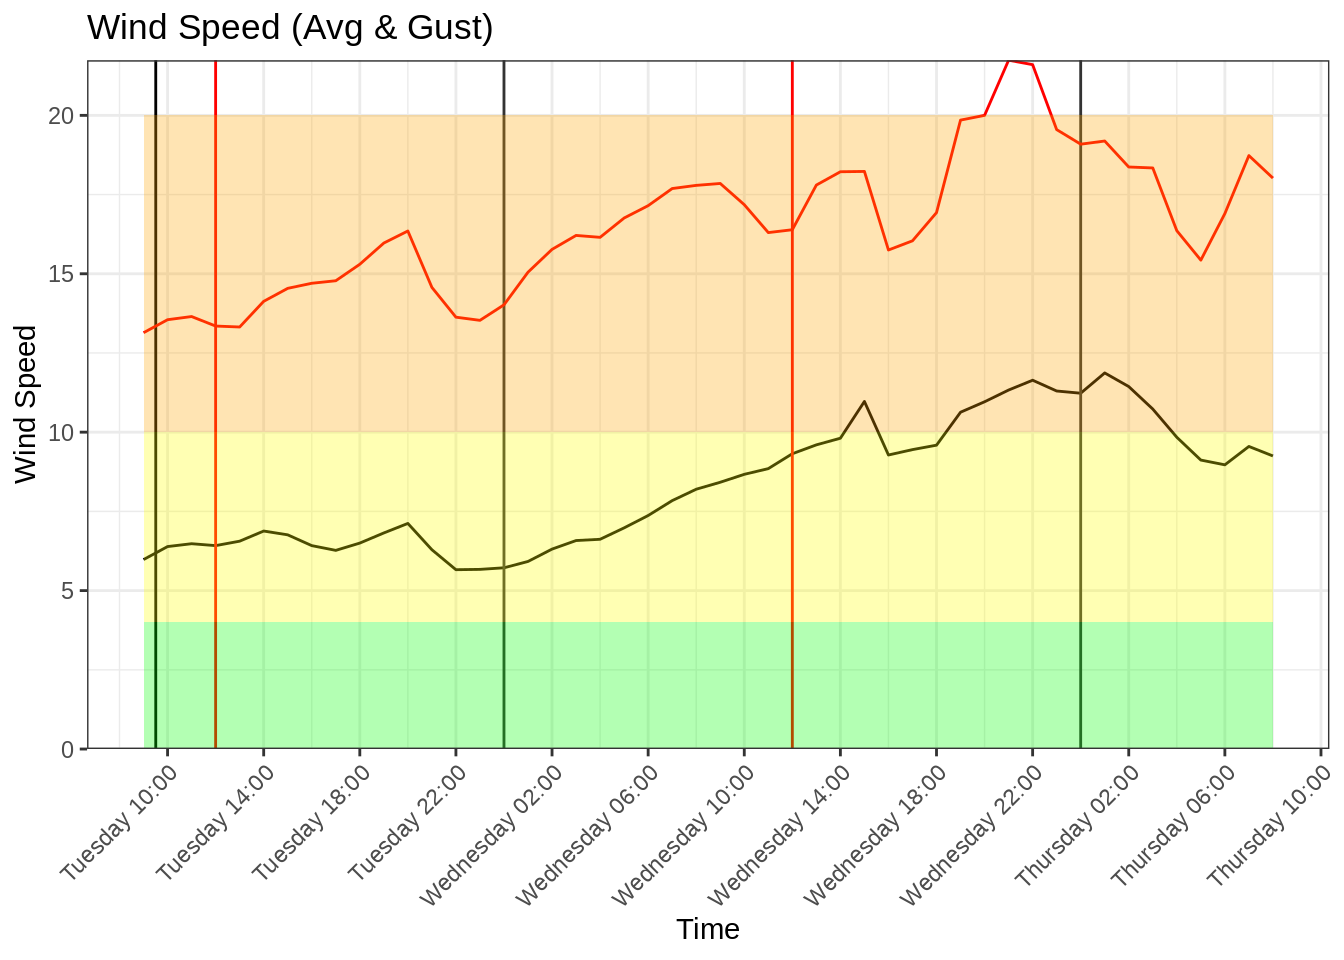 Wind Speed (Avg & Gust)
Wind Speed
20
15
10
5
0
Tuesday 10:00
Tuesday 14:00
Tuesday 18:00
Tuesday 22:00
Wednesday 02:00
Wednesday 06:00
Wednesday 10:00
Wednesday 14:00
Wednesday 18:00
Wednesday 22:00
Thursday 02:00
Thursday 06:00
Thursday 10:00
Time